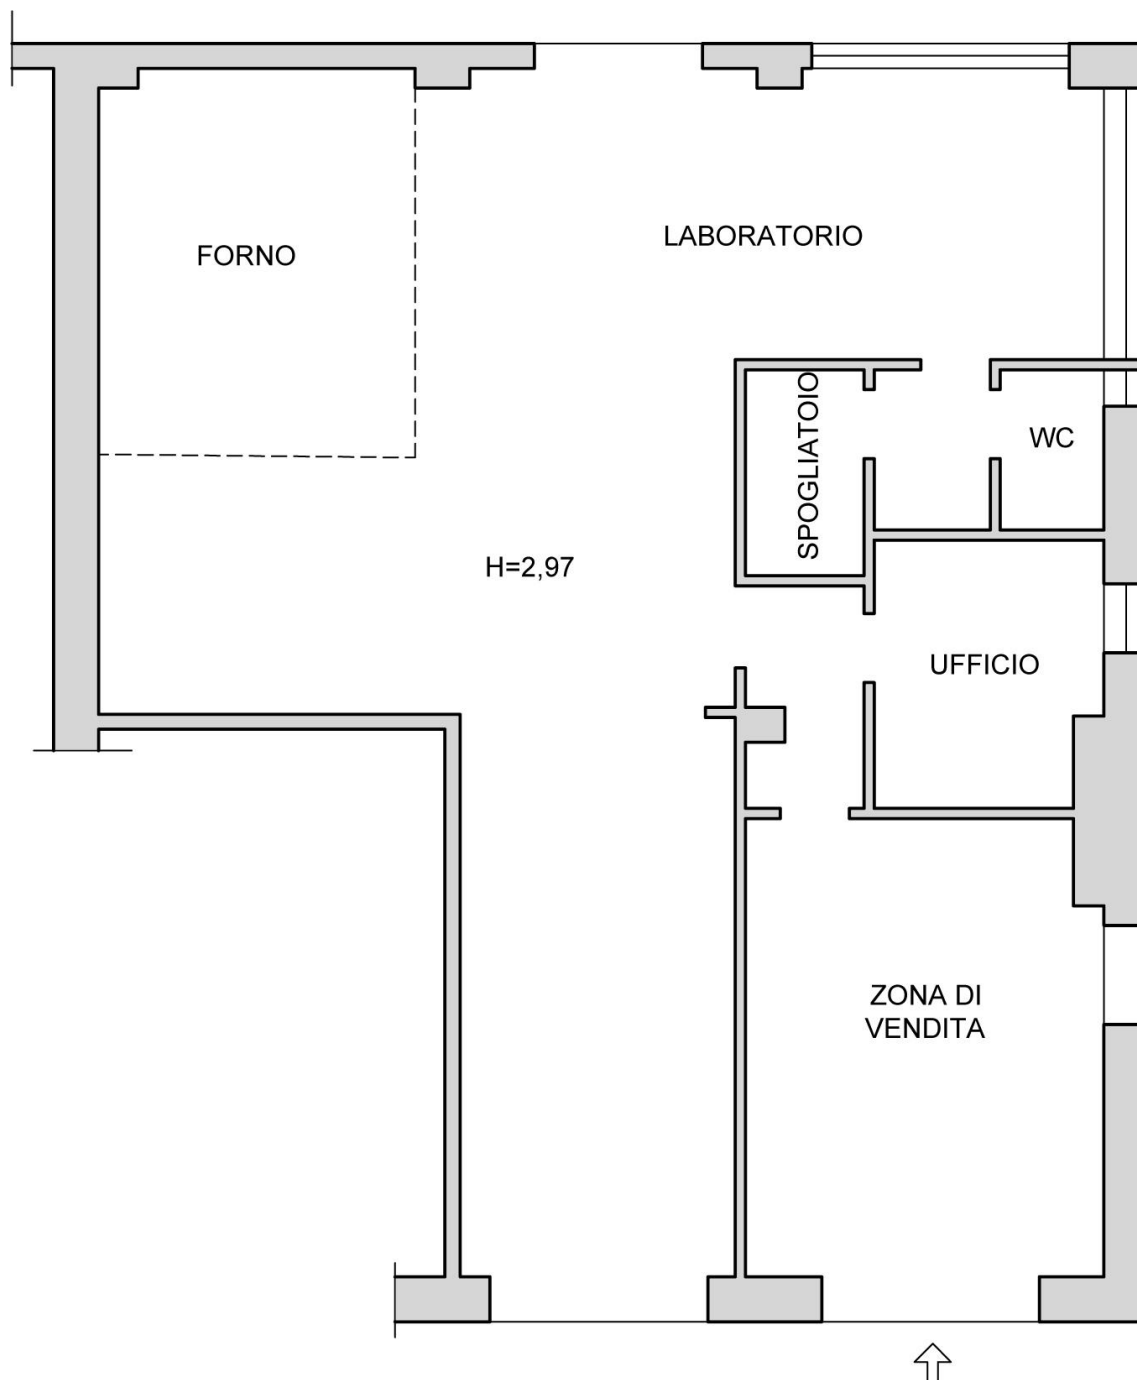 LABORATORIO
FORNO
SPOGLIATOIO
WC
H=2,97
UFFICIO
ZONA DI
VENDITA